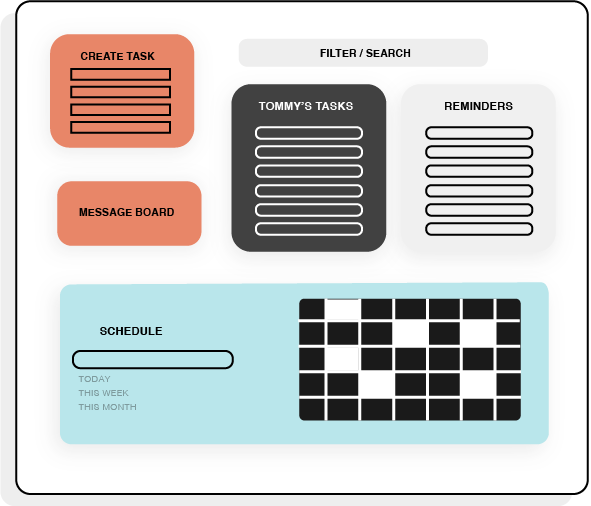 CREATE TASK
FILTER / SEARCH
TOMMY'S TASKS
REMINDERS
MESSAGE BOARD
SCHEDULE
TODAY
THIS WEEK
THIS MONTH